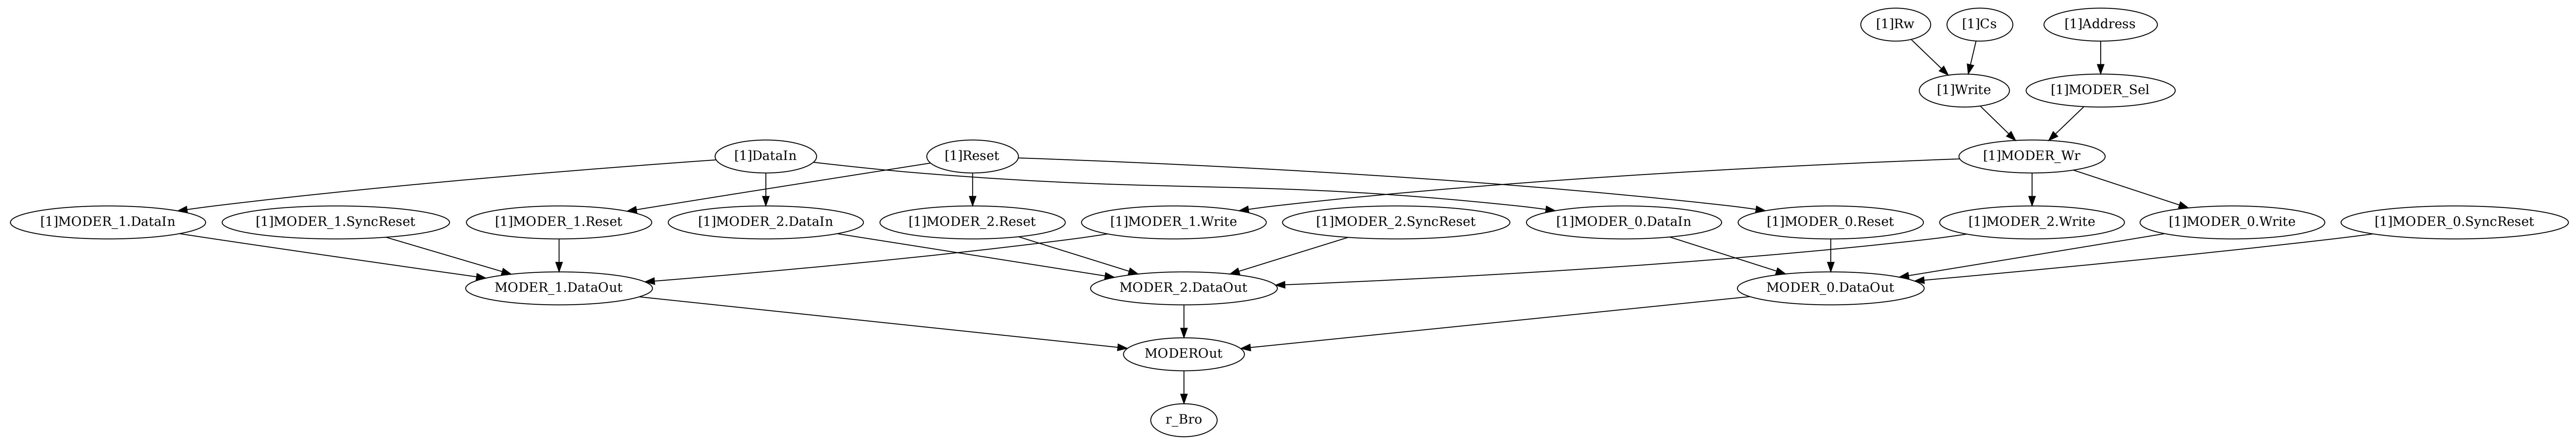 [1]Rw
[1]Cs
[1]Address
[1]Write
[1]MODER_Sel
[1]DataIn
[1]Reset
[1]MODER_Wr
[1]MODER_1.DataIn
[1]MODER_1.SyncReset
[1]MODER_1.Reset
[1]MODER_2.DataIn
[1]MODER_2.Reset
[1]MODER_1.Write
[1]MODER_2.SyncReset
[1]MODER_0.DataIn
[1]MODER_0.Reset
[1]MODER_2.Write
[1]MODER_0.Write
[1]MODER_0.SyncReset
MODER_1.DataOut
MODER_2.DataOut
MODER_0.DataOut
MODEROut
r_Bro